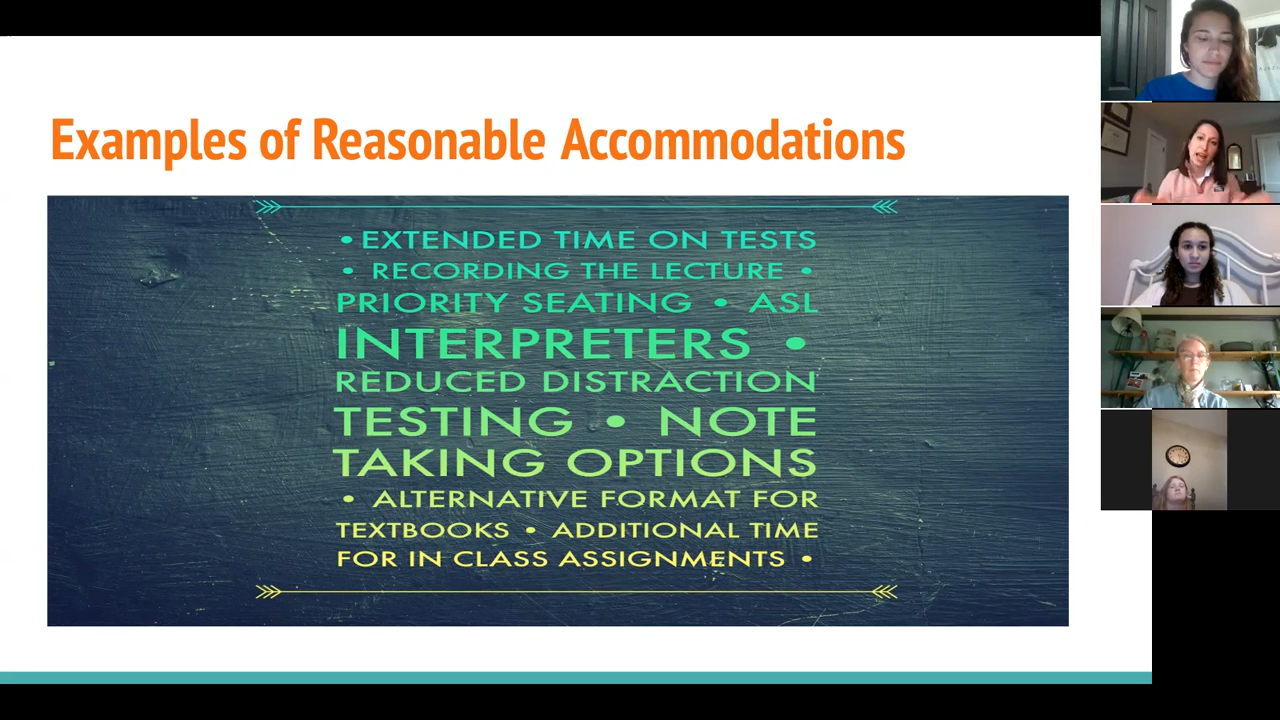 Examples of Reasonable Accommodations
•EXTENDED TIME ON TESTS
• RECORDING THE LECTURE •
PRIORITY SEATING • ASL
INTERPRETERS •
REDUCED DISTRACTION
TESTING • NOTE
TAKING OPTIONS
• ALTERNATIVE FORMAT FOR
TEXTBOOKS • ADDITIONAL TIME
FOR IN CLASS ASSIGNMENTS •